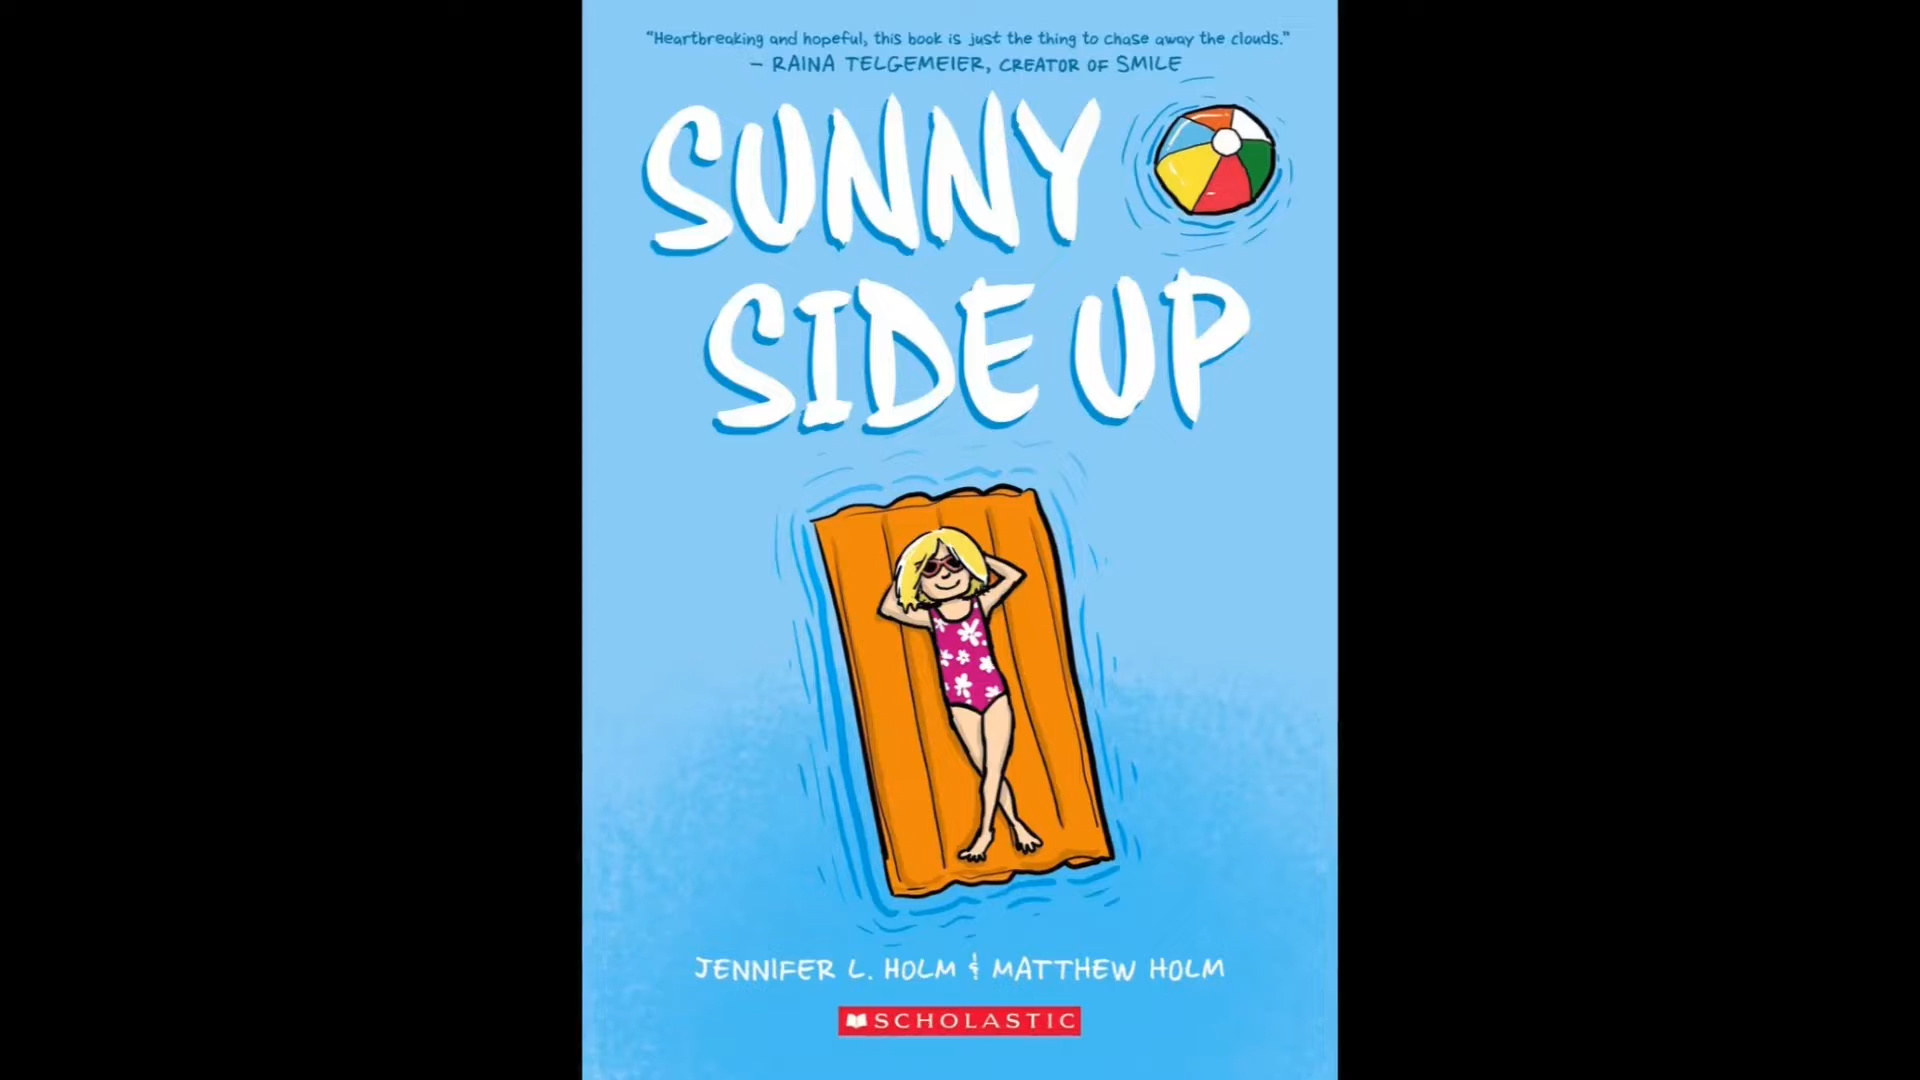 “Heartbreaking and hopeful, this book is just the thing to chase away the clouds.”
– RAINA TELGEMEIER, CREATOR OF SMILE
SUNNY
SIDE UP
JENNIFER L. HOLM & MATTHEW HOLM
SCHOLASTIC